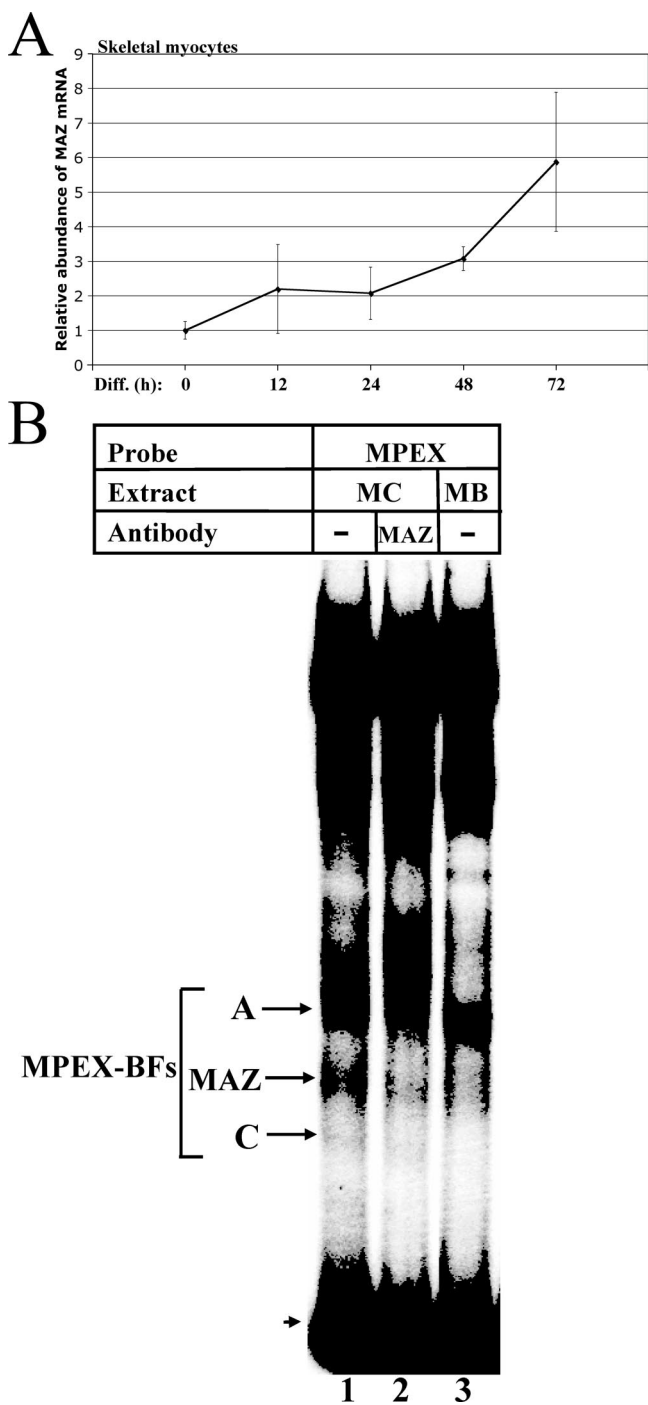 A
Skeletal myocytes
Relative abundance of MAZ mRNA
9
8
7
6
5
4
3
2
1
0
Diff. (h): 0 12 24 48 72
B
Probe MPEX
Extract MC MB
Antibody - MAZ -
A
MPEX-BFs
MAZ
C
1 2 3